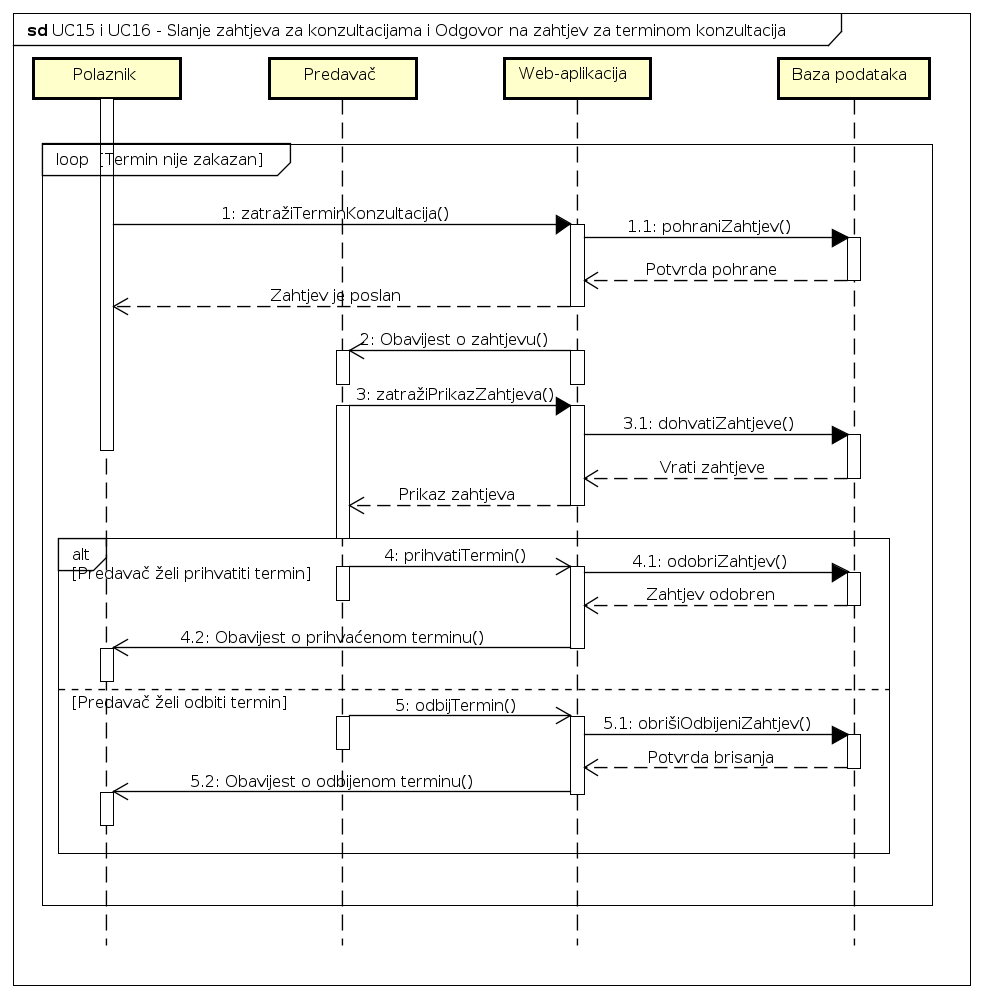 sd UC15 i UC16 - Slanje zahtjeva za konzultacijama i Odgovor na zahtjev za terminom konzultacija
Polaznik
Predavač
Web-aplikacija
Baza podataka
loop [Termin nije zakazan]
1: zatražiTerminKonzultacija()
1.1: pohraniZahtjev()
Potvrda pohrane
Zahtjev je poslan
2: Obavijest o zahtjevu()
3: zatražiPrikazZahtjeva()
3.1: dohvatiZahtjeve()
Vrati zahtjeve
Prikaz zahtjeva
alt
[Predavač želi prihvatiti termin]
4: prihvatiTermin()
4.1: odobriZahtjev()
Zahtjev odobren
4.2: Obavijest o prihvaćenom terminu()
[Predavač želi odbiti termin]
5: odbijTermin()
5.1: obrišiOdbijeniZahtjev()
Potvrda brisanja
5.2: Obavijest o odbijenom terminu()